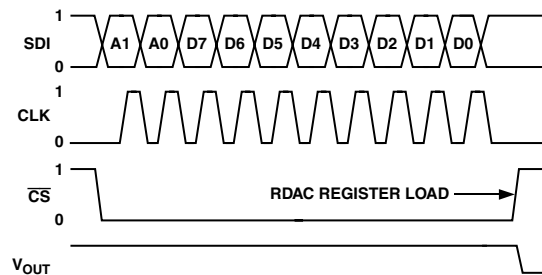 1
SDI A1 A0 D7 D6 D5 D4 D3 D2 D1 D0
0
1
CLK
0
1
CS RDAC REGISTER LOAD
0
VOUT